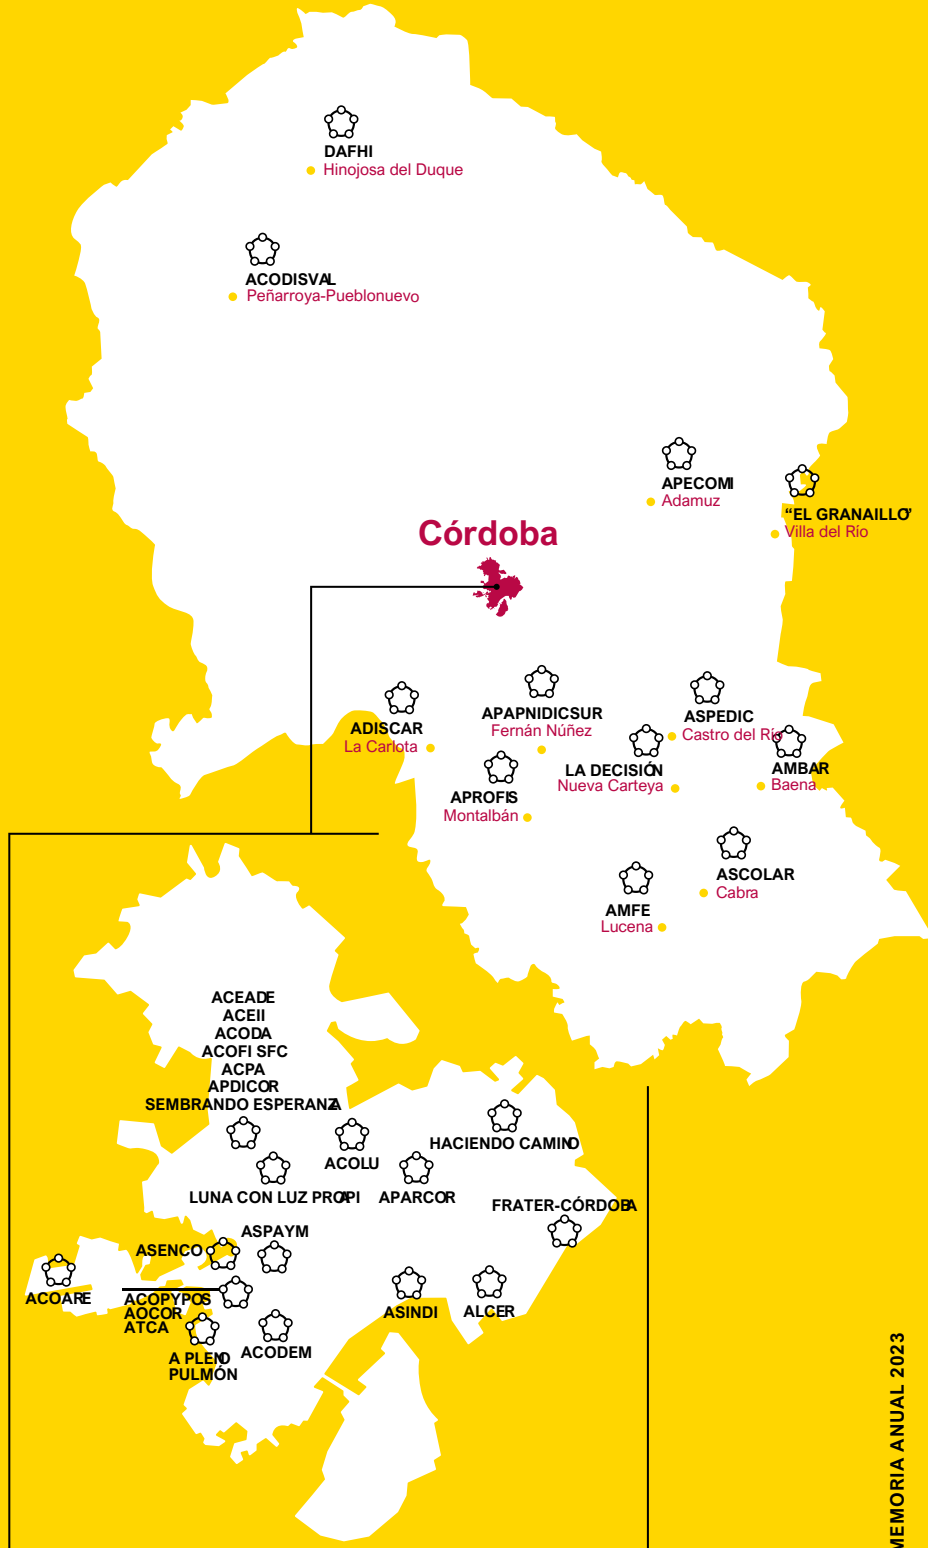 DAFHI
Hinojosa del Duque
ACODISVAL
Peñarroya-Pueblonuevo
APECOMI
Adamuz
“EL GRANAILLO”
Villa del Río
Córdoba
ADISCAR
La Carlota
APAPNIDICSUR
Fernán Núñez
ASPEDIC
Castro del Río
LA DECISIÓN
Nueva Carteya
AMBAR
Baena
APROFIS
Montalbán
ASCOLAR
Cabra
AMFE
Lucena
ACEADE
ACEII
ACODA
ACOFI SFC
ACPA
APDICOR
SEMBRANDO ESPERANZA
HACIENDO CAMINO
ACOLU
LUNA CON LUZ PROPIA
APARCOR
FRATER-CÓRDOBA
ASPAYM
ASENCO
ACOARE
ACOPYPOS
AOCOR
ATCA
ASINDI
ALCER
A PLENO
PULMÓN
ACODEM
MEMORIA ANUAL 2023